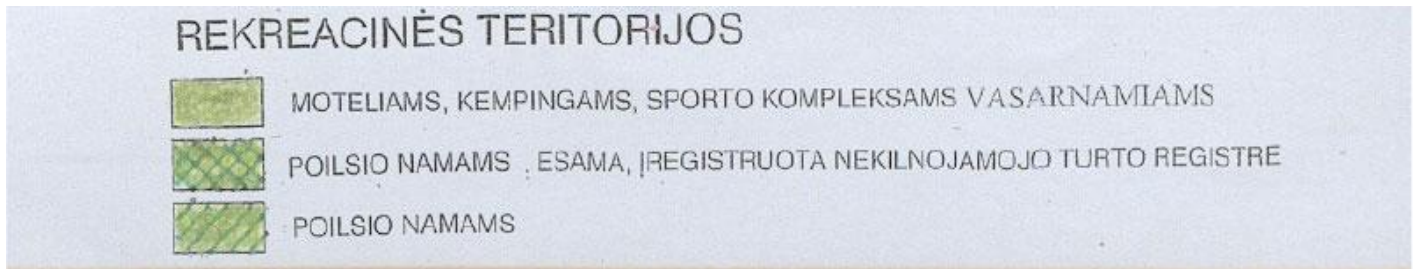 REKREACINĖS TERITORIJOS
MOTELIAMS, KEMPINGAMS, SPORTO KOMPLEKSAMS VASARNAMIAMS
POILSIO NAMAMS , ESAMA, ĮREGISTRUOTA NEKILNOJAMOJO TURTO REGISTRE
POILSIO NAMAMS